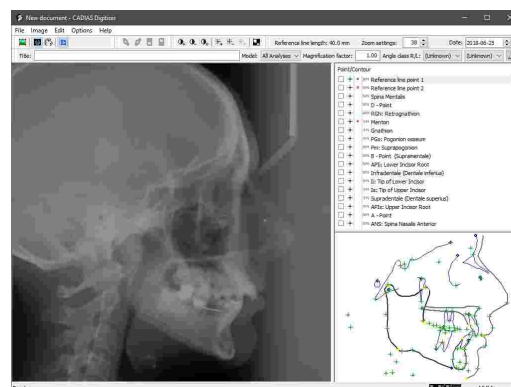 New document - CADIAS Digitizer
File Image Edit Options Help
Reference line length: 40.0 mm Zoom settings: 38 Date: 2018-06-25
Title: Model: All Analyses Magnification factor: 1.00 Angle class R/L: (Unknown) (Unknown)
Point/Contour
Reference line point 1
Reference line point 2
Spina Mentalis
D - Point
RGN: Retrognathion
Menton
Gnathion
PGo: Pogonion osseum
Pm: Suprapogonion
B - Point (Supramentale)
APIi: Lower Incisor Root
Infradentale (Dentale inferius)
Ii: Tip of Lower Incisor
Is: Tip of Upper Incisor
Supradentale (Dentale superius)
APIs: Upper Incisor Root
A - Point
ANS: Spina Nasalis Anterior